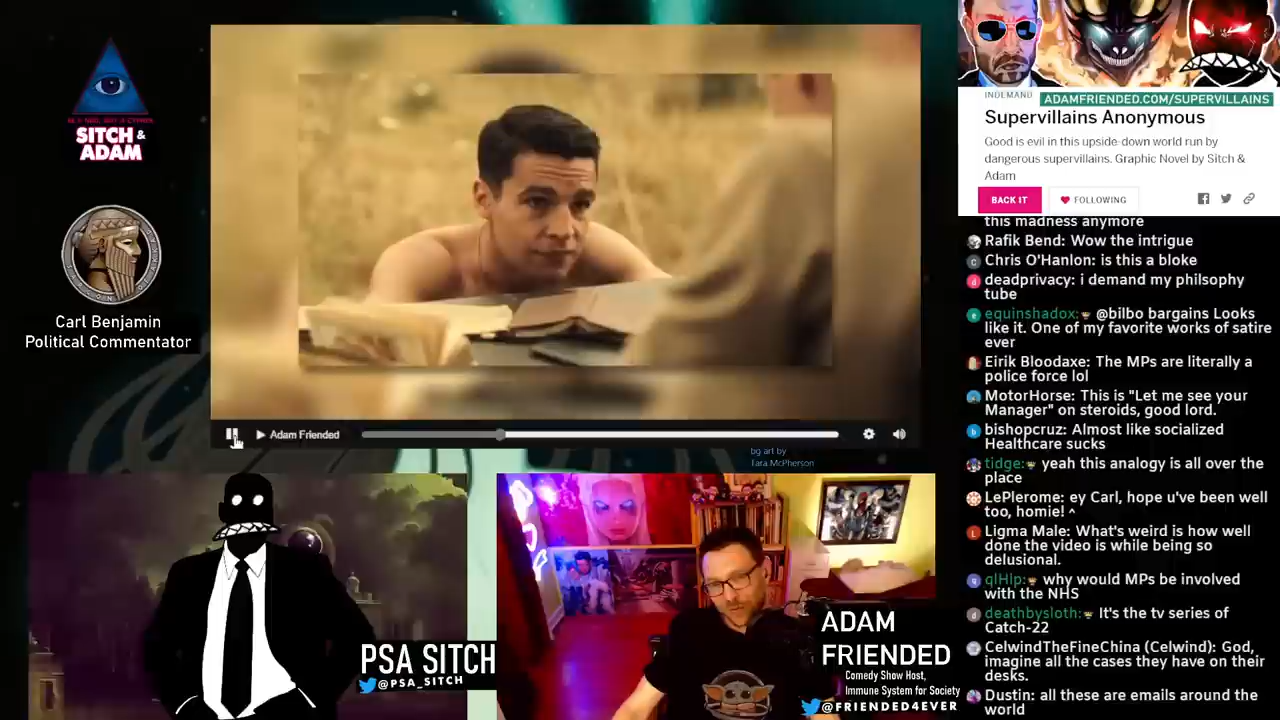 SITCH &
ADAM
Carl Benjamin
Political Commentator
Adam Friended
bg art by
Tara McPherson
PSA SITCH
@PSA_SITCH
ADAM
FRIENDED
Comedy Show Host,
Immune System for Society
@FRIENDED4EVER
INDEMAND
ADAMFRIENDED.COM/SUPERVILLAINS
Supervillains Anonymous
Good is evil in this upside-down world run by
dangerous supervillains. Graphic Novel by Sitch &
Adam
BACK IT
FOLLOWING
this madness anymore
Rafik Bend: Wow the intrigue
Chris O'Hanlon: is this a bloke
deadprivacy: i demand my philsophy
tube
equinshadox: @bilbo bargains Looks
like it. One of my favorite works of satire
ever
Eirik Bloodaxe: The MPs are literally a
police force lol
MotorHorse: This is "Let me see your
Manager" on steroids, good lord.
bishopcruz: Almost like socialized
Healthcare sucks
tidge: yeah this analogy is all over the
place
LePlerome: ey Carl, hope u've been well
too, homie! ^
Ligma Male: What's weird is how well
done the video is while being so
delusional.
qlHlp: why would MPs be involved
with the NHS
deathbysloth: It's the tv series of
Catch-22
CelwindTheFineChina (Celwind): God,
imagine all the cases they have on their
desks.
Dustin: all these are emails around the
world